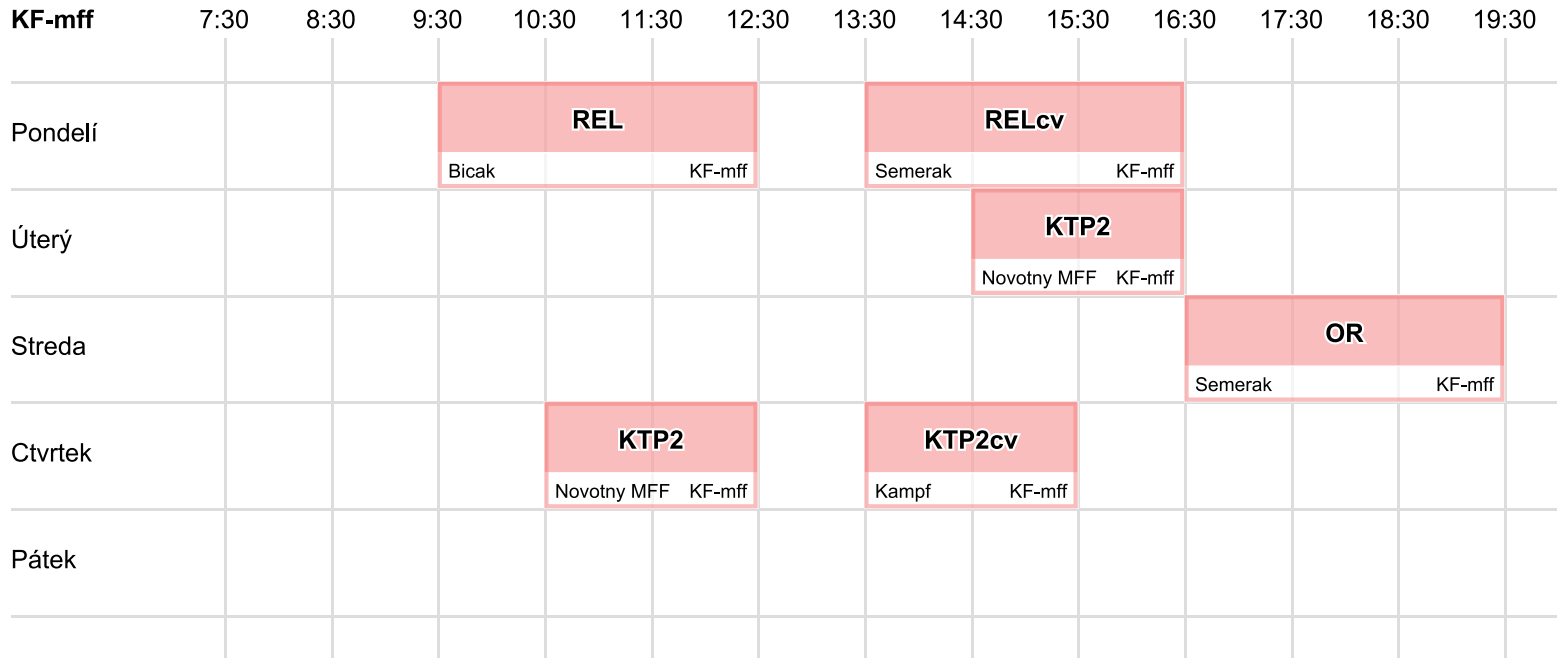 KF-mff 7:30 8:30 9:30 10:30 11:30 12:30 13:30 14:30 15:30 16:30 17:30 18:30 19:30
Pondelí
REL
Bicak KF-mff
RELcv
Semerak KF-mff
Úterý
KTP2
Novotny MFF KF-mff
Streda
OR
Semerak KF-mff
Ctvrtek
KTP2
Novotny MFF KF-mff
KTP2cv
Kampf KF-mff
Pátek